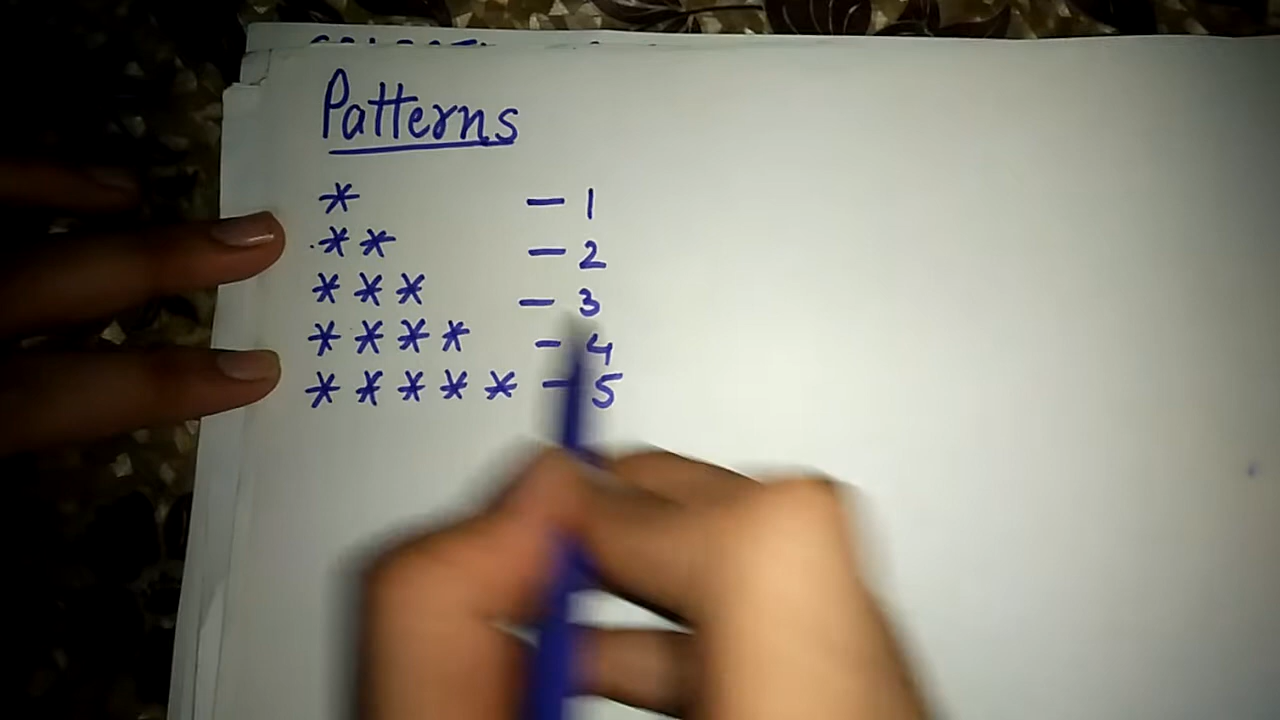 Patterns
* - 1
* * - 2
* * * - 3
* * * * - 4
* * * * * - 5